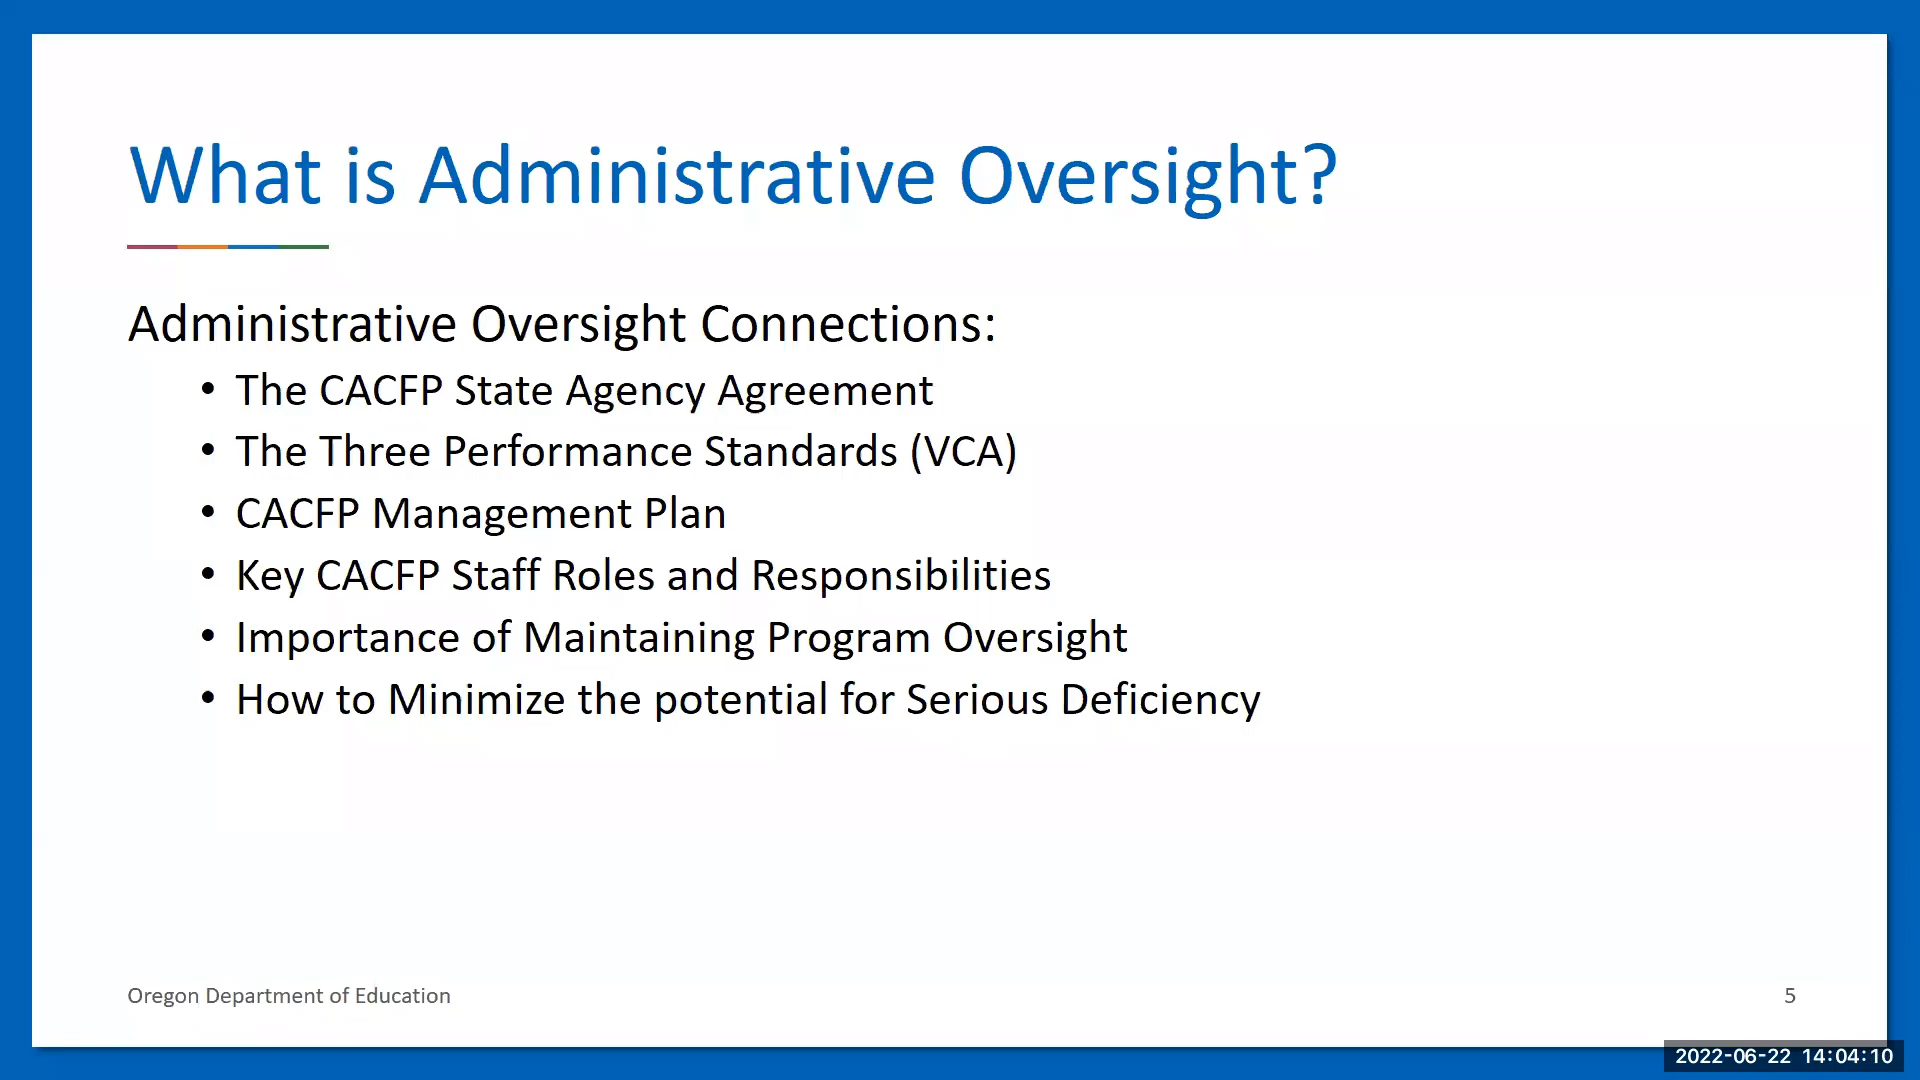 What is Administrative Oversight?
Administrative Oversight Connections:
• The CACFP State Agency Agreement
• The Three Performance Standards (VCA)
• CACFP Management Plan
• Key CACFP Staff Roles and Responsibilities
• Importance of Maintaining Program Oversight
• How to Minimize the potential for Serious Deficiency
Oregon Department of Education
5
2022-06-22 14:04:10